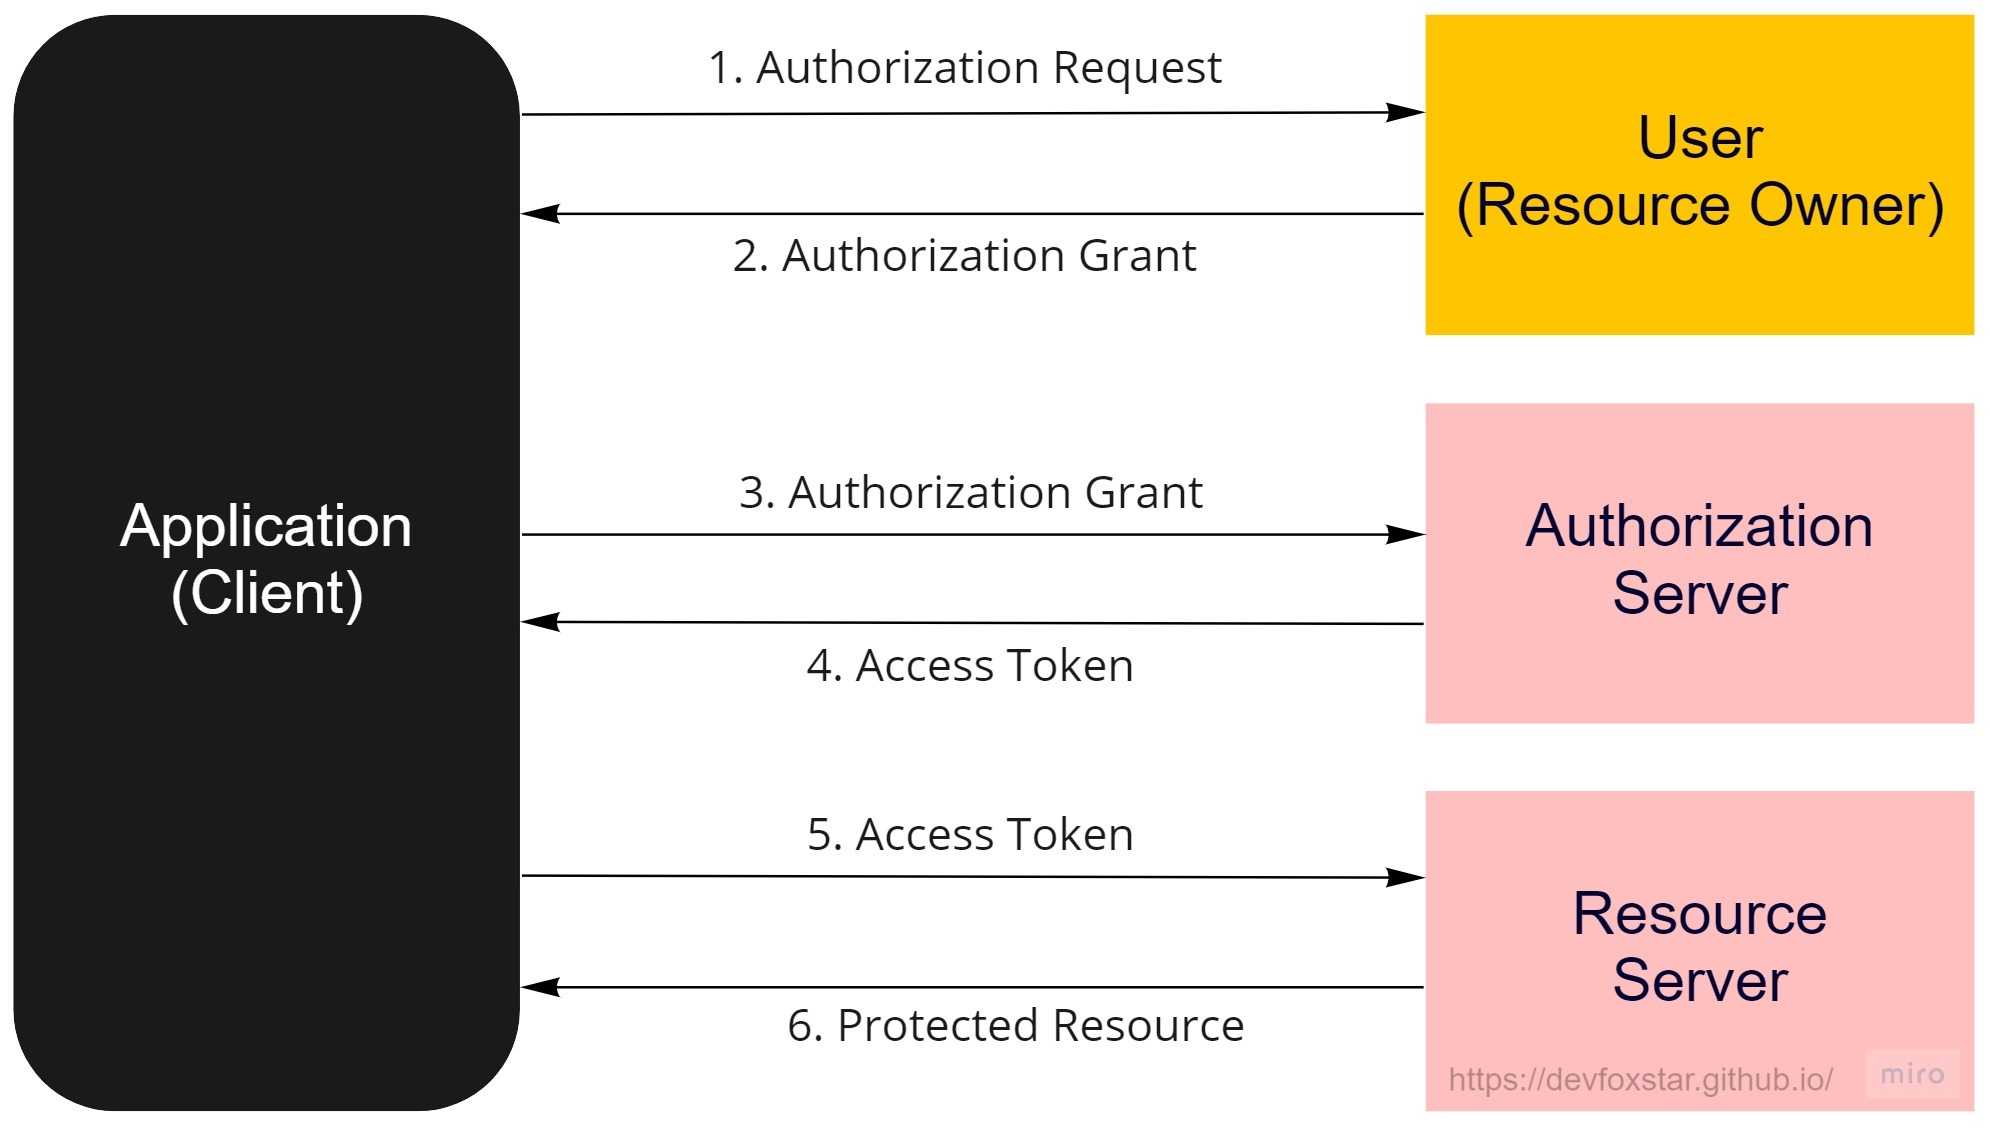 1. Authorization Request
User
(Resource Owner)
2. Authorization Grant
3. Authorization Grant
Application
(Client)
Authorization
Server
4. Access Token
5. Access Token
Resource
Server
6. Protected Resource
https://devfoxstar.github.io/
miro